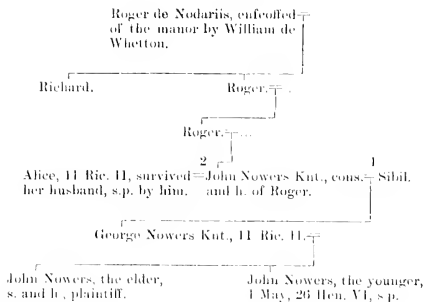 Roger de Nodariis, enfeoffed
of the manor by William de
Whetton.
Richard. Roger.
Roger. ...
2 1
Alice, 11 Ric. II, survived John Nowers Knt., cous. Sibil.
her husband, s.p. by him. and h. of Roger.
George Nowers Knt., 11 Ric. II.
John Nowers, the elder, John Nowers, the younger,
s. and h., plaintiff. 1 May, 26 Hen. VI, s p.